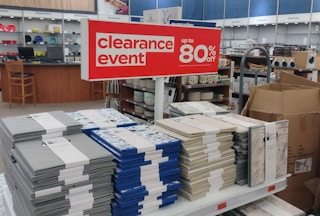 clearance
event
up to
80%
off